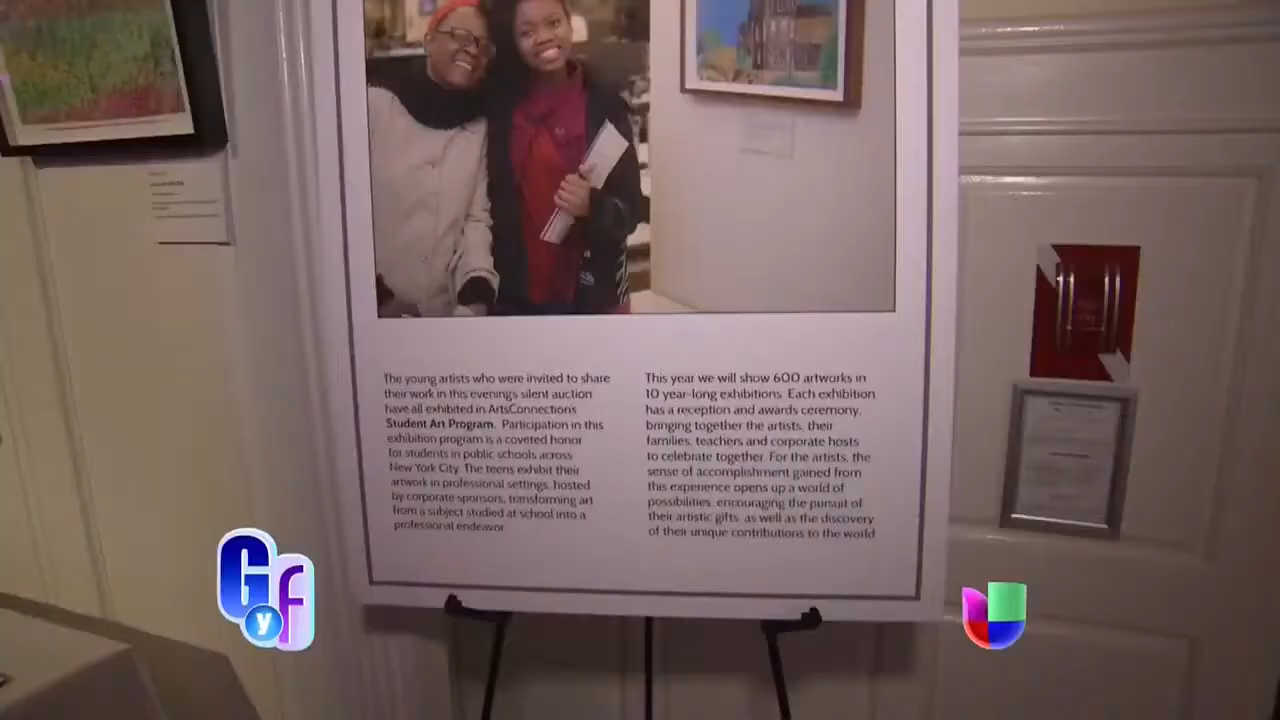 The young artists who were invited to share
their work in this evenings silent auction
have all exhibited in ArtsConnection's
Student Art Program. Participation in this
exhibition program is a coveted honor
for students in public schools across
New York City. The teens exhibit their
artwork in professional settings, hosted
by corporate sponsors, transforming art
from a subject studied at school into a
professional endeavor.
This year we will show 600 artworks in
10 year-long exhibitions. Each exhibition
has a reception and awards ceremony,
bringing together the artists, their
families, teachers and corporate hosts
to celebrate together. For the artists, the
sense of accomplishment gained from
this experience opens up a world of
possibilities, encouraging the pursuit of
their artistic gifts, as well as the discovery
of their unique contributions to the world
G y f